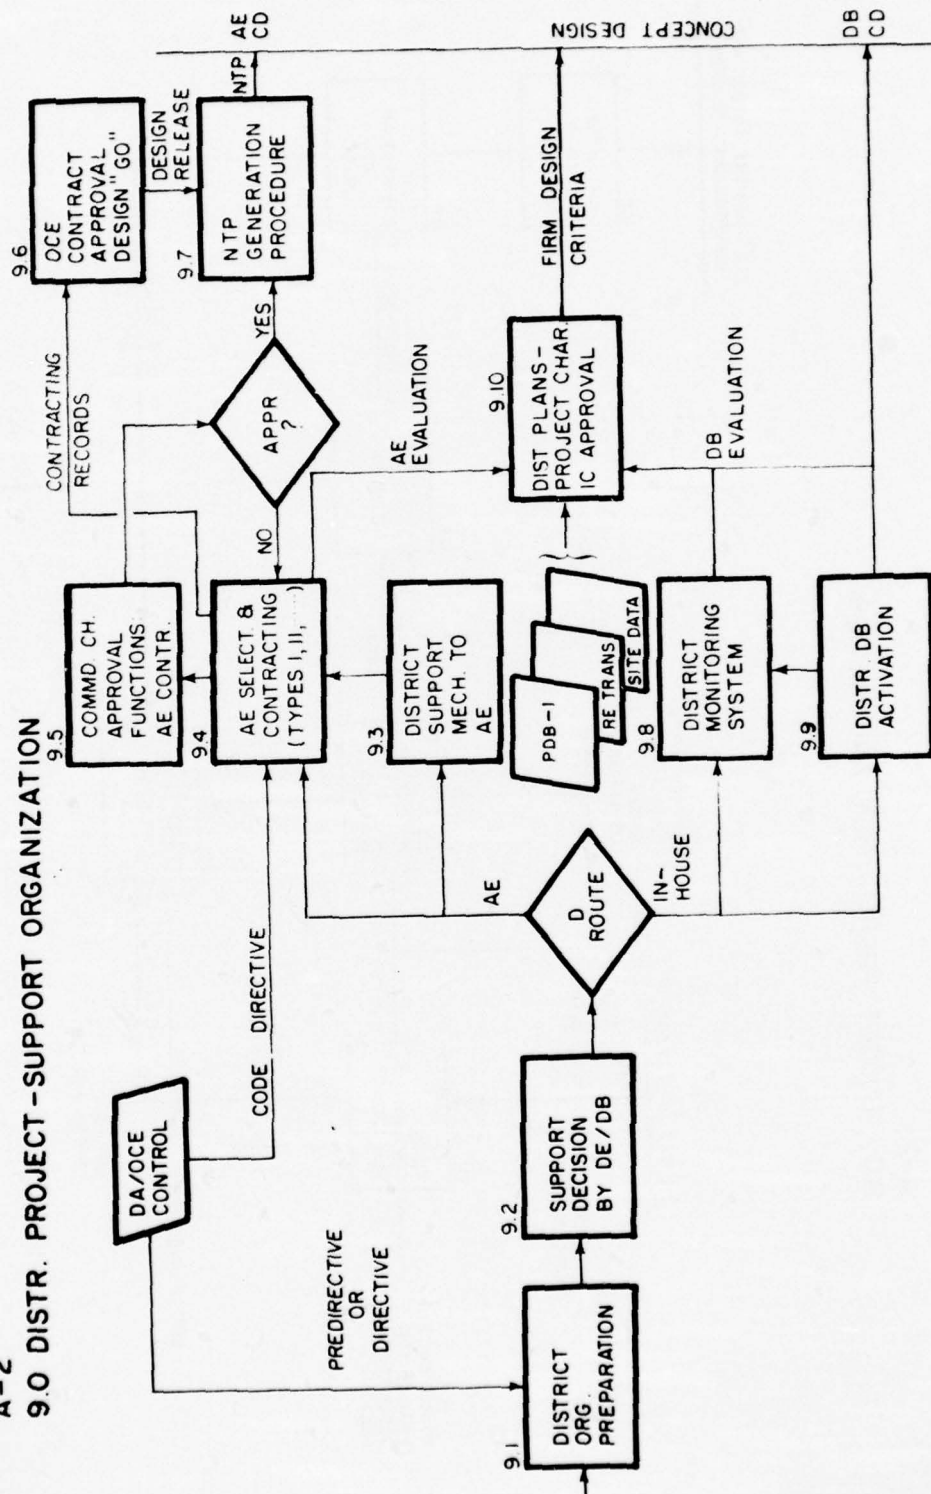 A-2
9.0 DISTR. PROJECT-SUPPORT ORGANIZATION
DA/OCE
CONTROL
PREDIRECTIVE
OR
DIRECTIVE
CODE DIRECTIVE
9.1
DISTRICT
ORG.
PREPARATION
9.2
SUPPORT
DECISION
BY DE/DB
D
ROUTE
AE
IN-
HOUSE
9.5
COMMD. CH.
APPROVAL
FUNCTIONS:
AE CONTR.
9.4
AE SELECT. &
CONTRACTING
(TYPES I, II, ...)
9.3
DISTRICT
SUPPORT
MECH. TO
AE
PDB-1
RE TRANS
SITE DATA
9.8
DISTRICT
MONITORING
SYSTEM
9.9
DISTR. DB
ACTIVATION
CONTRACTING
RECORDS
APPR
?
NO
YES
AE
EVALUATION
9.10
DIST PLANS-
PROJECT CHAR.
IC APPROVAL
DB
EVALUATION
9.6
OCE
CONTRACT
APPROVAL
DESIGN "GO"
DESIGN
RELEASE
9.7
NTP
GENERATION
PROCEDURE
NTP
AE
CD
FIRM DESIGN
CRITERIA
CONCEPT DESIGN
DB
CD